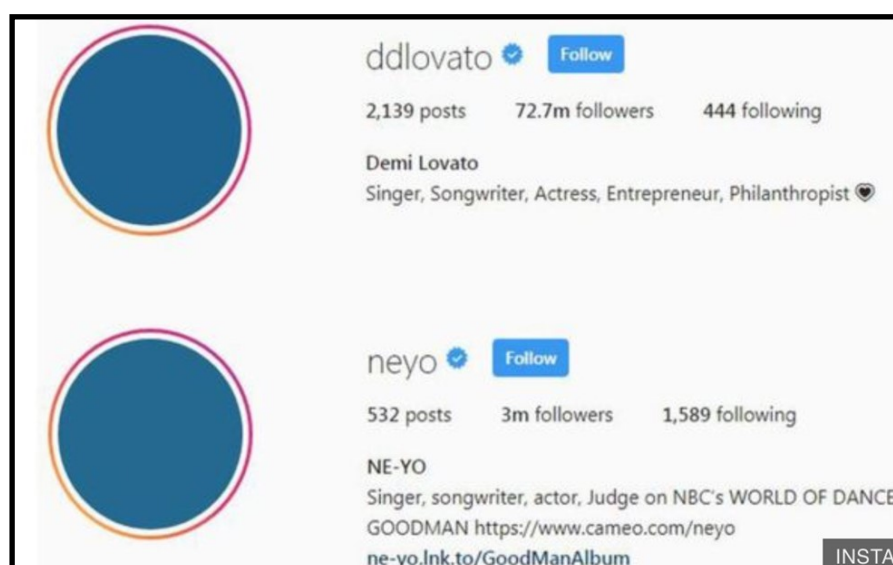 ddlovato Follow
2,139 posts 72.7m followers 444 following
Demi Lovato
Singer, Songwriter, Actress, Entrepreneur, Philanthropist 🖤
neyo Follow
532 posts 3m followers 1,589 following
NE-YO
Singer, songwriter, actor, Judge on NBC's WORLD OF DANCE
GOODMAN https://www.cameo.com/neyo
ne-yo.lnk.to/GoodManAlbum
INSTA